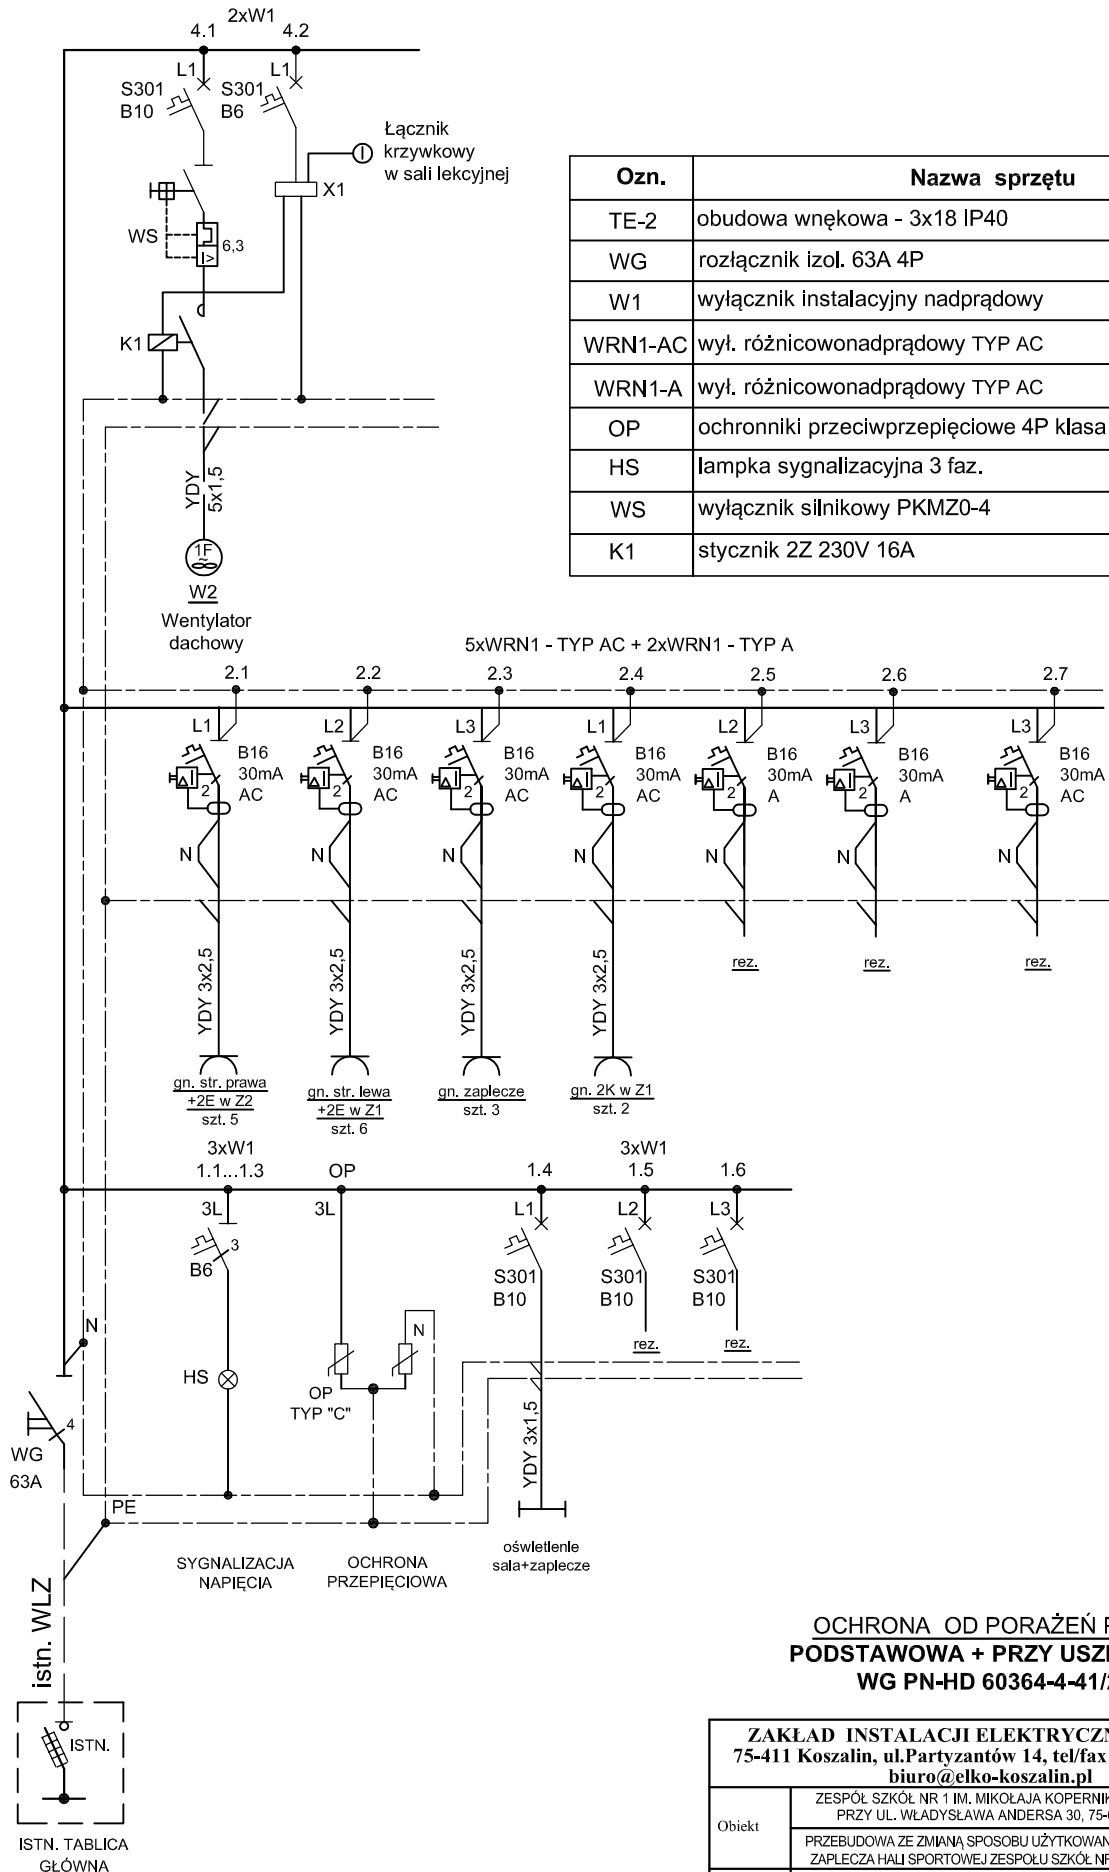 2xW1
4.1
4.2
L1
S301
B10
L1
S301
B6
Łącznik
krzywkowy
w sali lekcyjnej
X1
WS
6,3
I>
K1
YDY
5x1,5
1F
~
W2
Wentylator
dachowy
Ozn.
Nazwa sprzętu
TE-2
obudowa wnękowa - 3x18 IP40
WG
rozłącznik izol. 63A 4P
W1
wyłącznik instalacyjny nadprądowy
WRN1-AC
wył. różnicowonadprądowy TYP AC
WRN1-A
wył. różnicowonadprądowy TYP AC
OP
ochronniki przeciwprzepięciowe 4P klasa
HS
lampka sygnalizacyjna 3 faz.
WS
wyłącznik silnikowy PKMZ0-4
K1
stycznik 2Z 230V 16A
5xWRN1 - TYP AC + 2xWRN1 - TYP A
2.1
2.2
2.3
2.4
2.5
2.6
2.7
L1
B16
30mA
AC
2
N
L2
B16
30mA
AC
2
N
L3
B16
30mA
AC
2
N
L1
B16
30mA
AC
2
N
L2
B16
30mA
A
2
N
L3
B16
30mA
A
2
N
L3
B16
30mA
AC
2
N
YDY 3x2,5
YDY 3x2,5
YDY 3x2,5
YDY 3x2,5
rez.
rez.
rez.
gn. str. prawa
+2E w Z2
szt. 5
gn. str. lewa
+2E w Z1
szt. 6
gn. zaplecze
szt. 3
gn. 2K w Z1
szt. 2
3xW1
1.1...1.3
OP
1.4
3xW1
1.5
1.6
3L
3
B6
3L
L1
S301
B10
L2
S301
B10
rez.
L3
S301
B10
rez.
N
HS
N
OP
TYP "C"
YDY 3x1,5
4
WG
63A
PE
SYGNALIZACJA
NAPIĘCIA
OCHRONA
PRZEPIĘCIOWA
oświetlenie
sala+zaplecze
istn. WLZ
ISTN.
ISTN. TABLICA
GŁÓWNA
OCHRONA OD PORAŻEŃ
PODSTAWOWA + PRZY
WG PN-HD 60364-4-41/
ZAKŁAD INSTALACJI
75-411 Koszalin, ul.Partyzantów 14, tel/fax
biuro@elko-koszalin.pl
Obiekt
ZESPÓŁ SZKÓŁ NR 1 IM. MIKOŁAJA
PRZY UL. WŁADYSŁAWA ANDERSA 30,
PRZEBUDOWA ZE ZMIANĄ SPOSOBU
ZAPLECZA HALI SPORTOWEJ ZESPOŁU SZKÓŁ